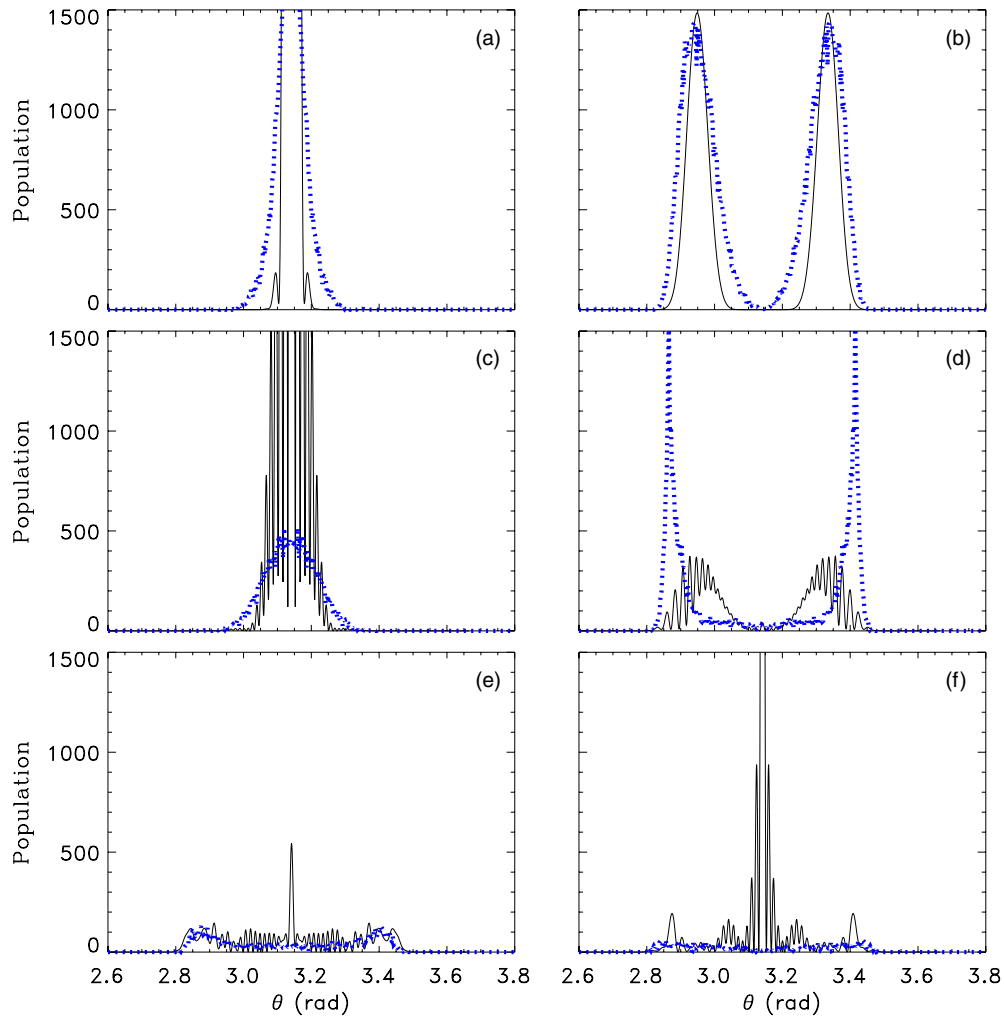 1500
1000
500
0
Population
(a)
(b)
1500
1000
500
0
Population
(c)
(d)
1500
1000
500
0
Population
(e)
(f)
2.6 2.8 3.0 3.2 3.4 3.6 3.8
θ (rad)
2.6 2.8 3.0 3.2 3.4 3.6 3.8
θ (rad)